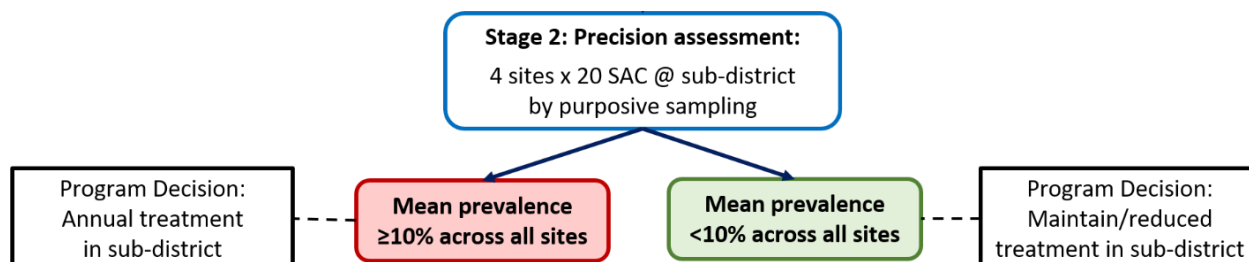 Stage 2: Precision assessment:
4 sites x 20 SAC @ sub-district
by purposive sampling
Program Decision:
Annual treatment
in sub-district
Mean prevalence
≥10% across all sites
Mean prevalence
<10% across all sites
Program Decision:
Maintain/reduced
treatment in sub-district